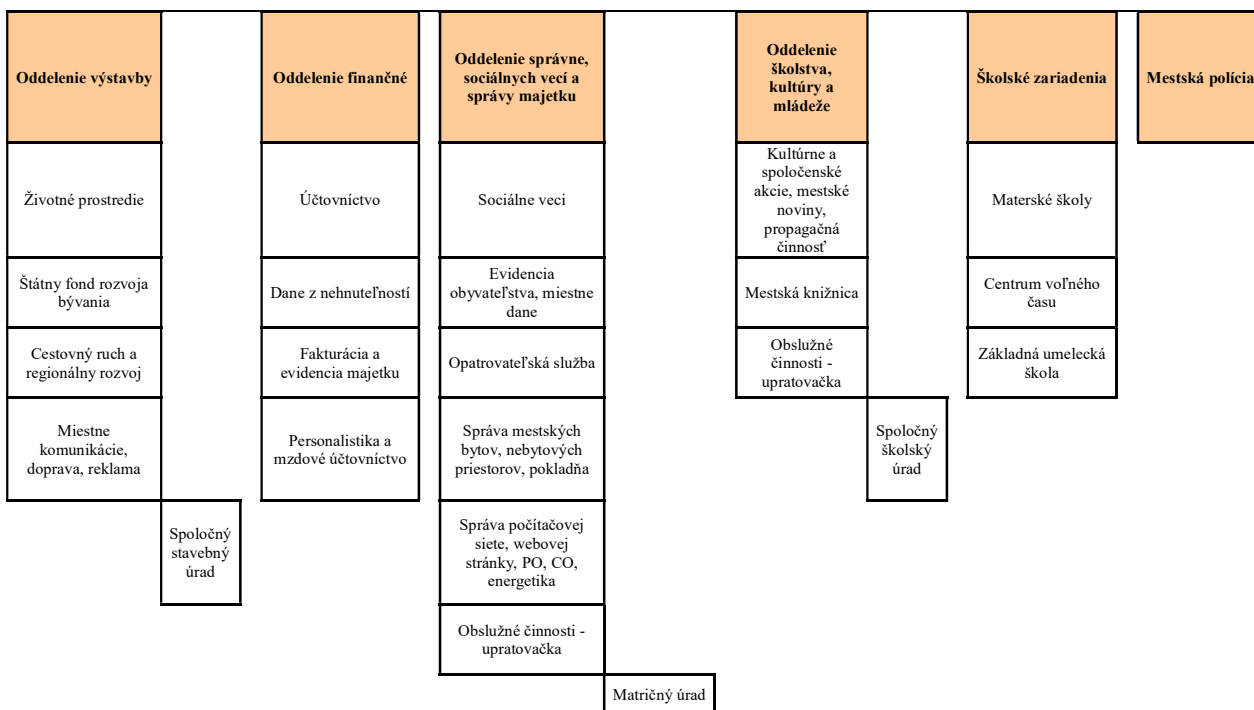 Oddelenie výstavby
Životné prostredie
Štátny fond rozvoja
bývania
Cestovný ruch a
regionálny rozvoj
Miestne
komunikácie,
doprava, reklama
Spoločný
stavebný
úrad
Oddelenie finančné
Účtovníctvo
Dane z nehnuteľností
Fakturácia a
evidencia majetku
Personalistika a
mzdové účtovníctvo
Oddelenie správne,
sociálnych vecí a
správy majetku
Sociálne veci
Evidencia
obyvateľstva, miestne
dane
Opatrovateľská služba
Správa mestských
bytov, nebytových
priestorov, pokladňa
Správa počítačovej
siete, webovej
stránky, PO, CO,
energetika
Obslužné činnosti -
upratovačka
Matričný úrad
Oddelenie
školstva,
kultúry a
mládeže
Kultúrne a
spoločenské
akcie, mestské
noviny,
propagačná
činnosť
Mestská knižnica
Obslužné
činnosti -
upratovačka
Spoločný
školský
úrad
Školské zariadenia
Materské školy
Centrum voľného
času
Základná umelecká
škola
Mestská polícia